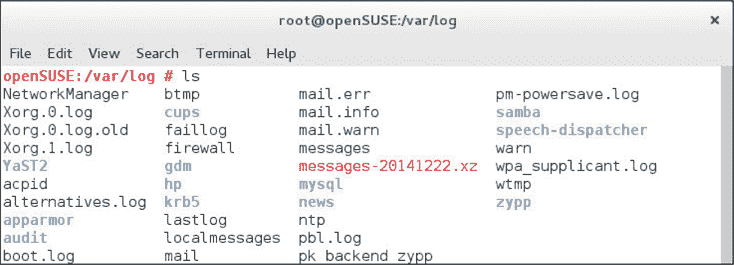 root@openSUSE:/var/log ×
File Edit View Search Terminal Help
openSUSE:/var/log # ls
NetworkManager btmp mail.err pm-powersave.log
Xorg.0.log cups mail.info samba
Xorg.0.log.old faillog mail.warn speech-dispatcher
Xorg.1.log firewall messages warn
YaST2 gdm messages-20141222.xz wpa_supplicant.log
acpid hp mysql wtmp
alternatives.log krb5 news zypp
apparmor lastlog ntp
audit localmessages pbl.log
boot.log mail pk_backend_zypp